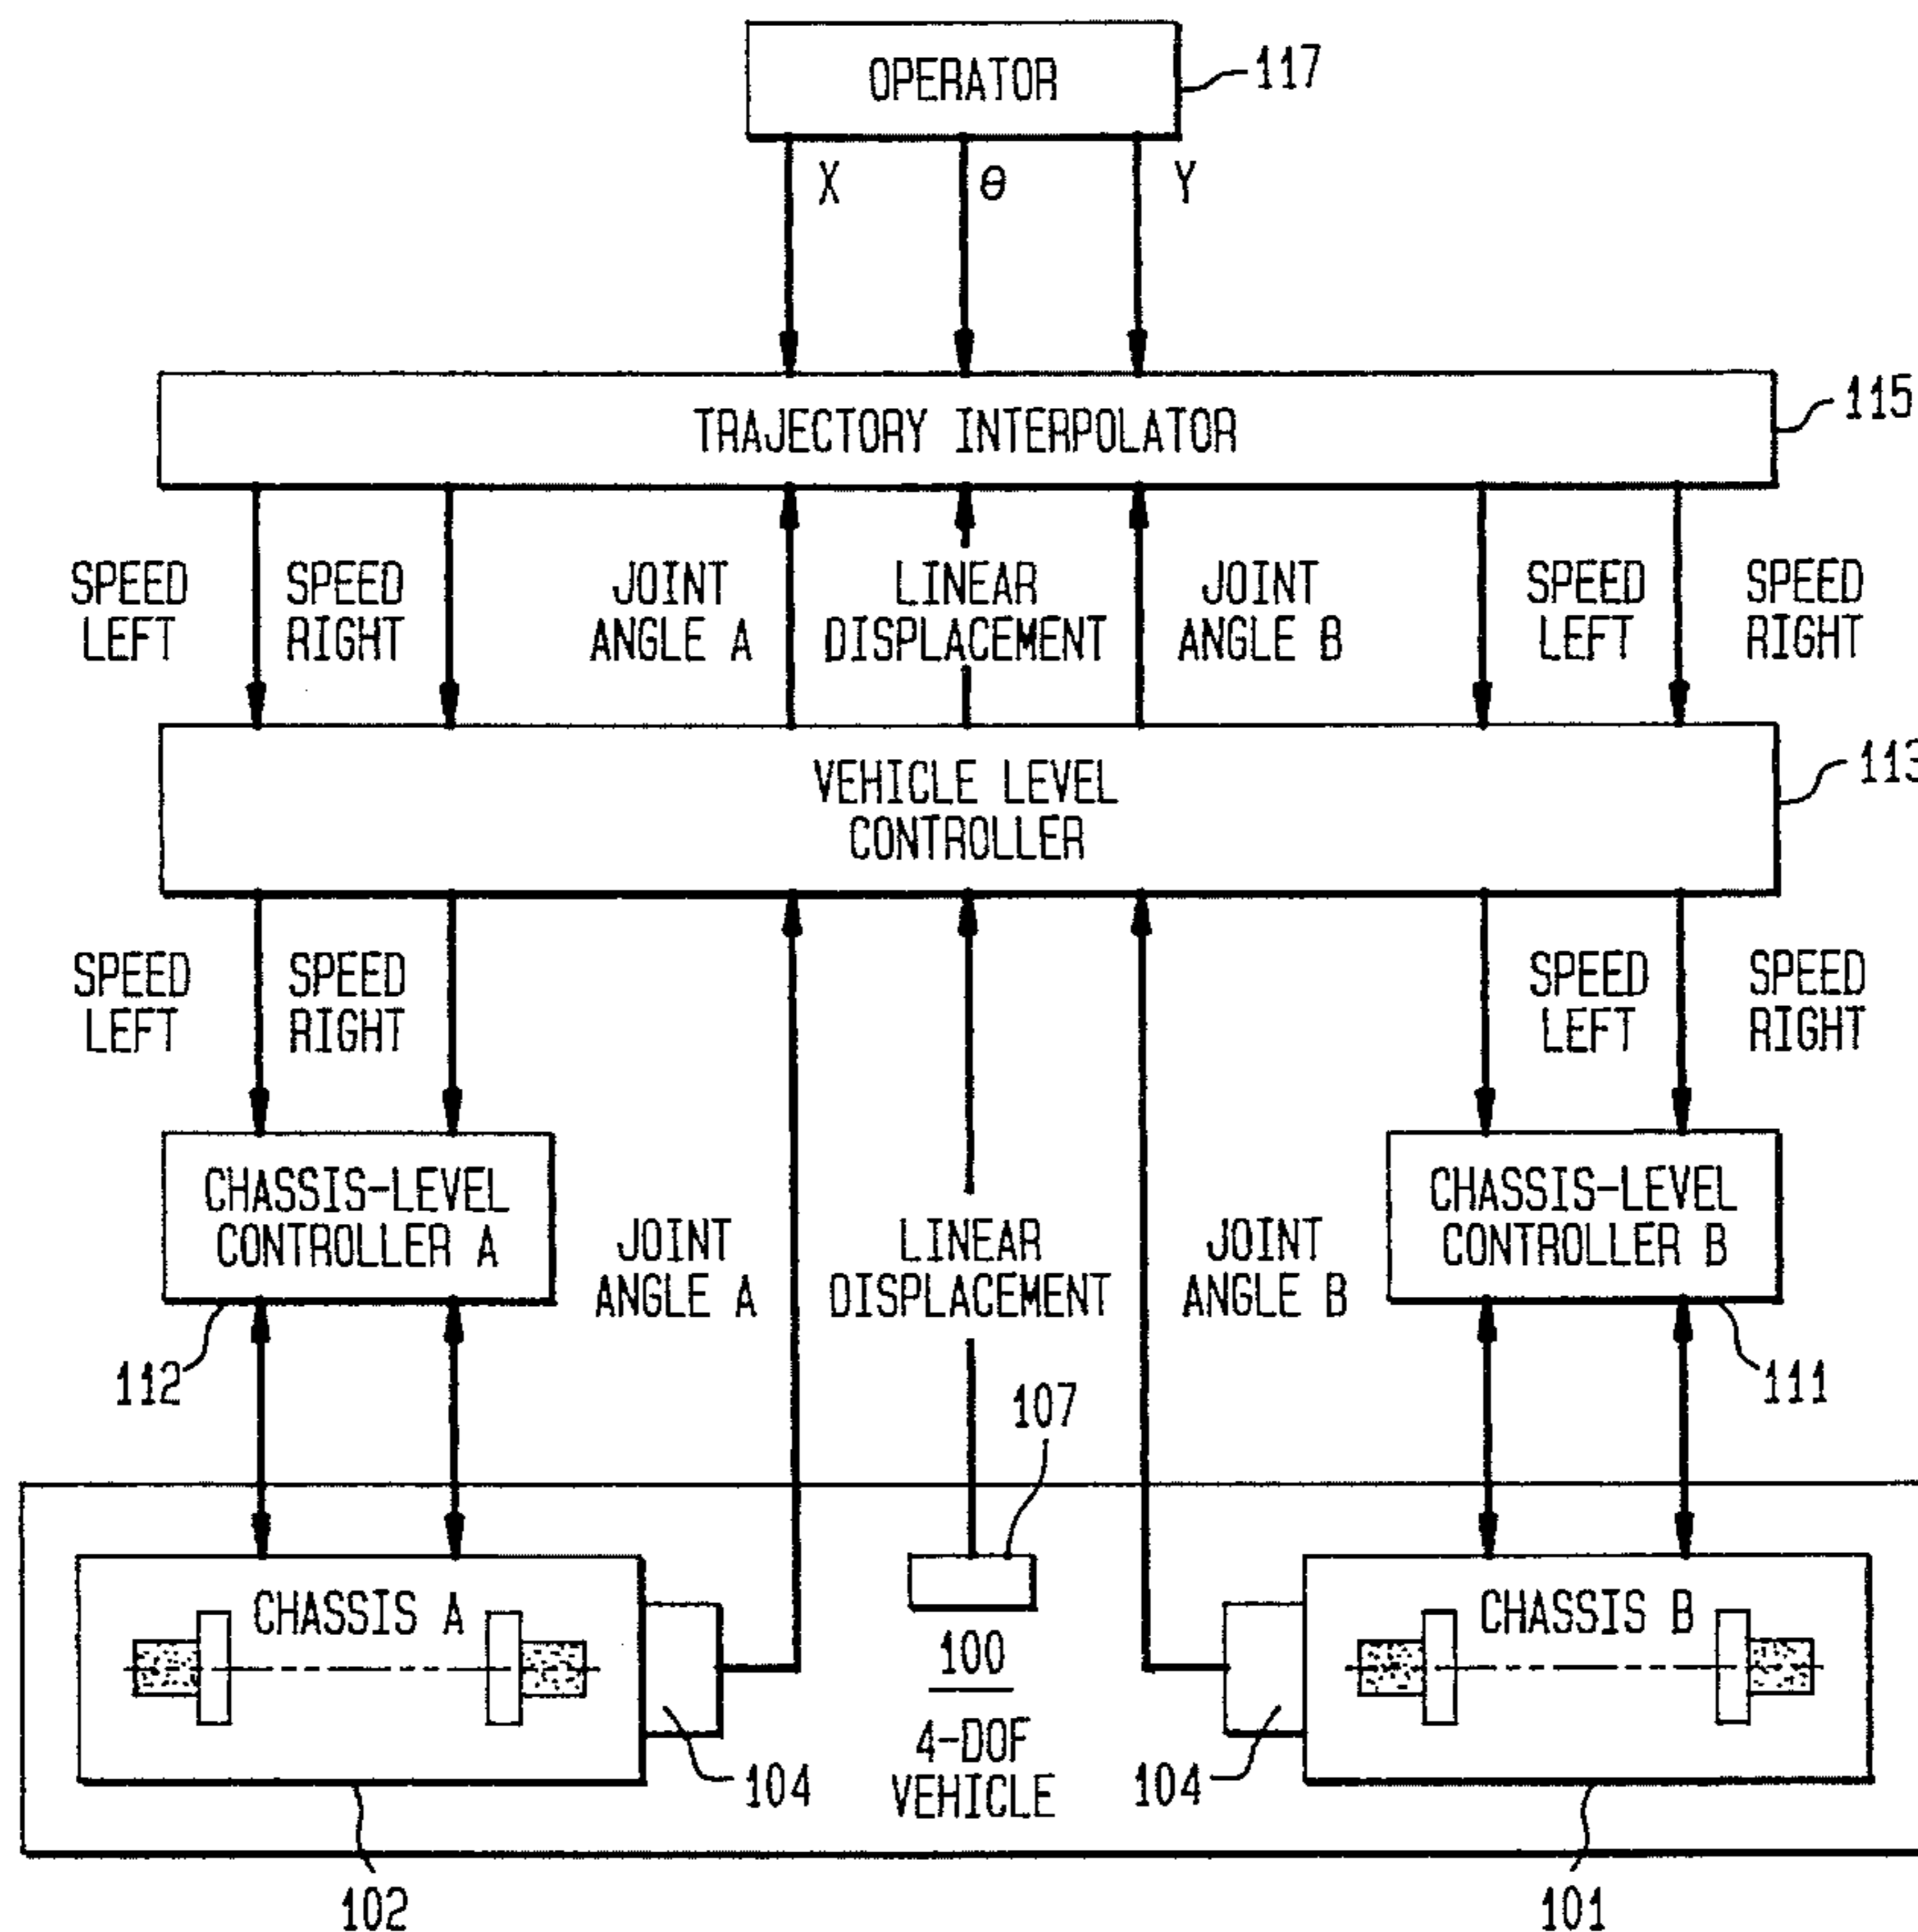 OPERATOR
117
X
θ
Y
TRAJECTORY INTERPOLATOR
115
SPEED
LEFT
SPEED
RIGHT
JOINT
ANGLE A
LINEAR
DISPLACEMENT
JOINT
ANGLE B
SPEED
LEFT
SPEED
RIGHT
VEHICLE LEVEL
CONTROLLER
113
SPEED
LEFT
SPEED
RIGHT
SPEED
LEFT
SPEED
RIGHT
CHASSIS-LEVEL
CONTROLLER A
JOINT
ANGLE A
LINEAR
DISPLACEMENT
JOINT
ANGLE B
CHASSIS-LEVEL
CONTROLLER B
112
107
111
CHASSIS A
CHASSIS B
100
4-DOF
VEHICLE
104
104
102
101